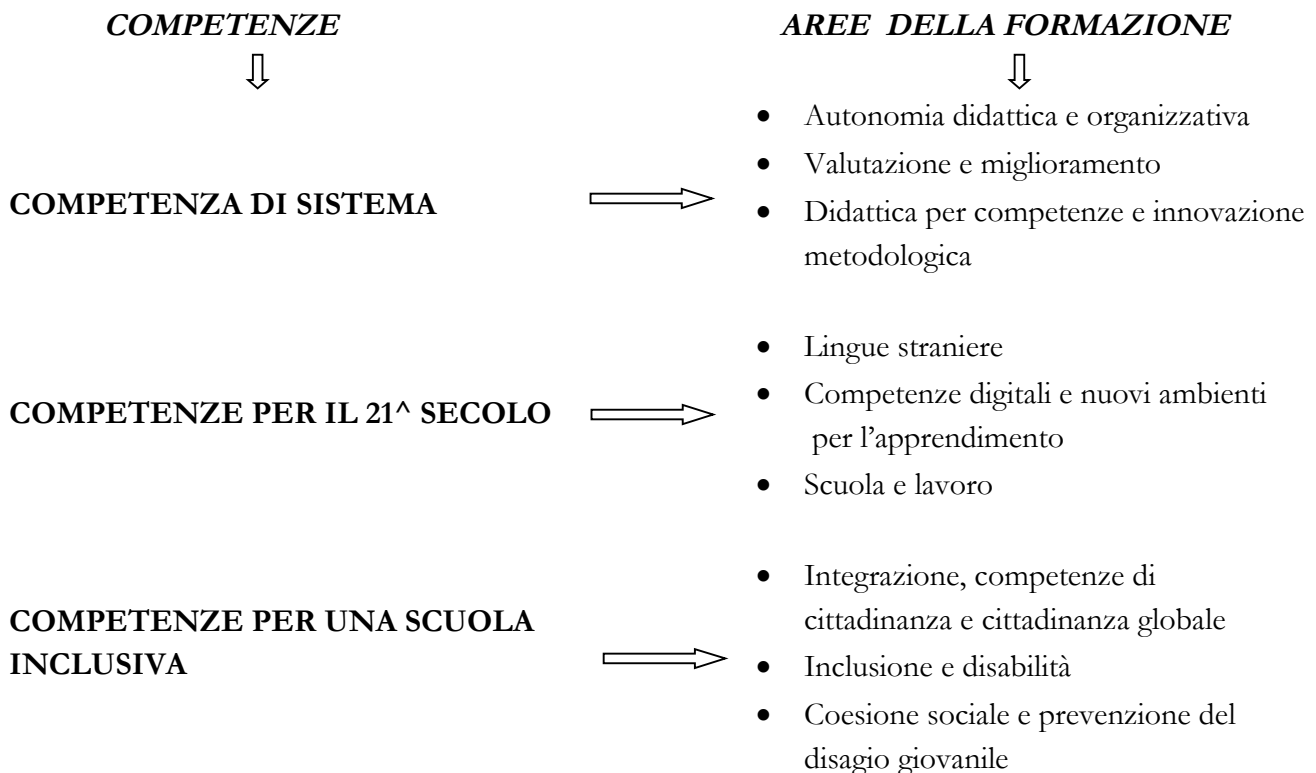 COMPETENZE
AREE DELLA FORMAZIONE
COMPETENZA DI SISTEMA
• Autonomia didattica e organizzativa
• Valutazione e miglioramento
• Didattica per competenze e innovazione
metodologica
COMPETENZE PER IL 21^ SECOLO
• Lingue straniere
• Competenze digitali e nuovi ambienti
per l’apprendimento
• Scuola e lavoro
COMPETENZE PER UNA SCUOLA
INCLUSIVA
• Integrazione, competenze di
cittadinanza e cittadinanza globale
• Inclusione e disabilità
• Coesione sociale e prevenzione del
disagio giovanile